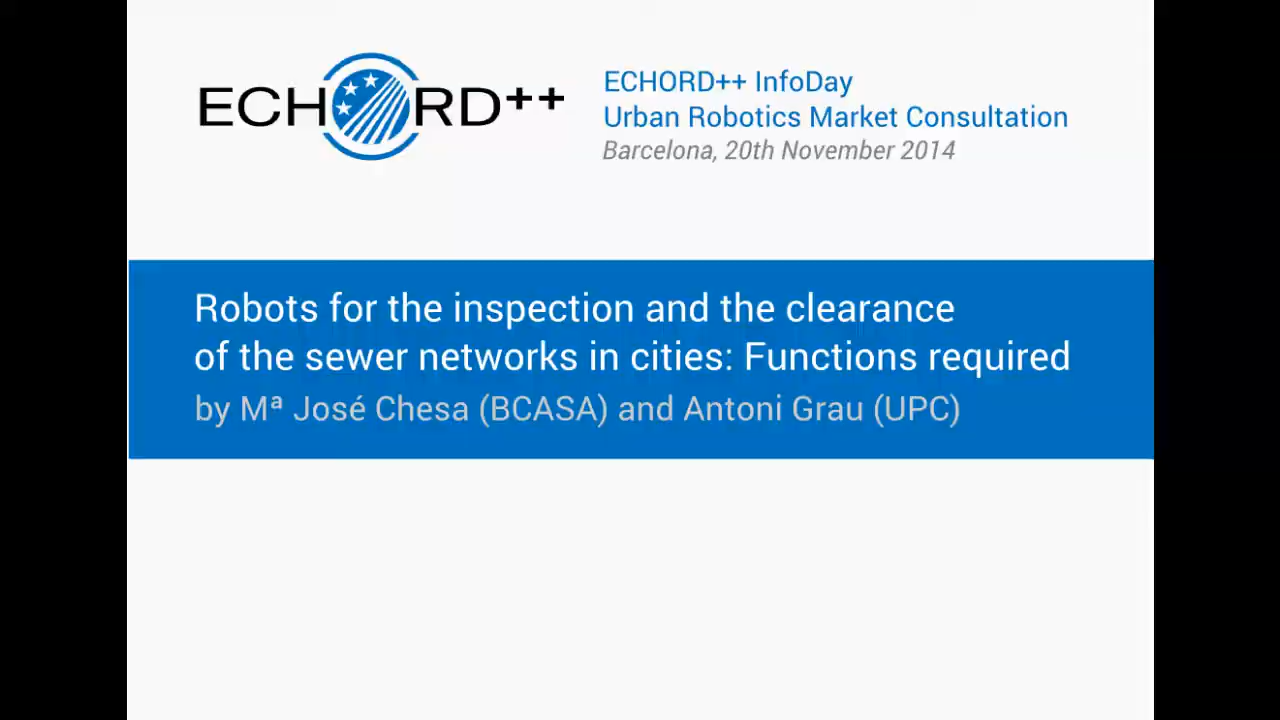 ECHORD++
ECHORD++ InfoDay
Urban Robotics Market Consultation
Barcelona, 20th November 2014
Robots for the inspection and the clearance
of the sewer networks in cities: Functions required
by Mª José Chesa (BCASA) and Antoni Grau (UPC)